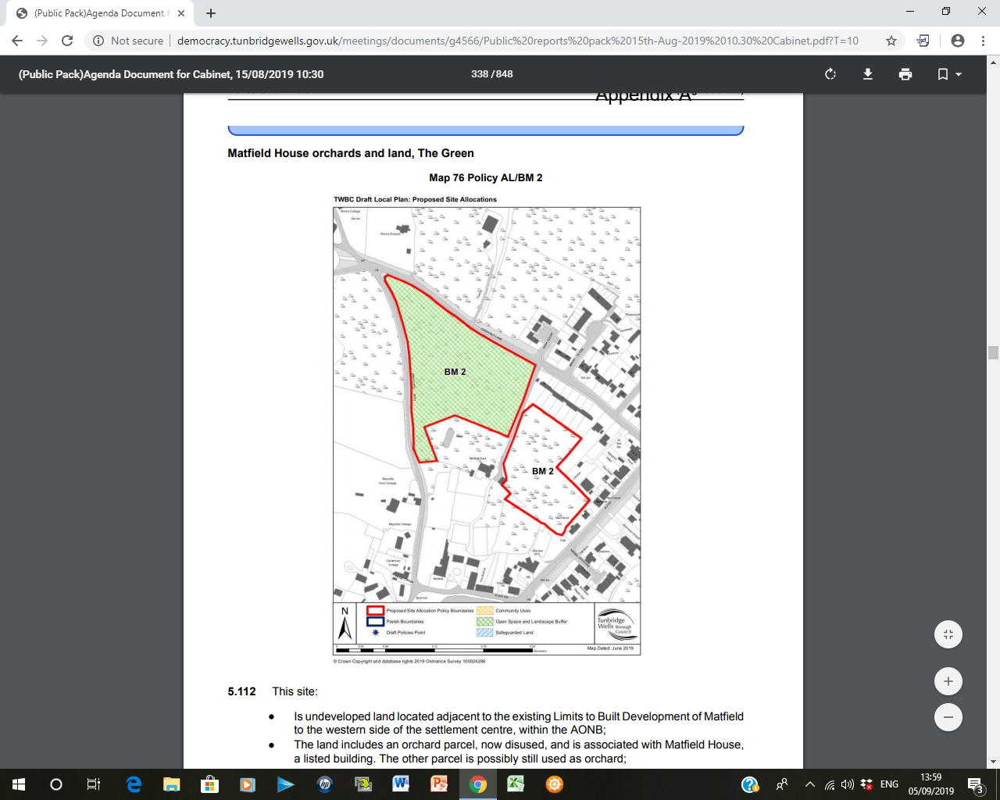 (Public Pack)Agenda Document f
Not secure
democracy.tunbridgewells.gov.uk/meetings/documents/g4566/Public%20reports%20pack%2015th-Aug-2019%2010.30%20Cabinet.pdf?T=10
(Public Pack)Agenda Document for Cabinet, 15/08/2019 10:30
338 / 848
Appendix A
Matfield House orchards and land, The Green
Map 76 Policy AL/BM 2
TWBC Draft Local Plan: Proposed Site Allocations
BM 2
BM 2
N
Proposed Site Allocation Policy Boundaries
Community Uses
Parish Boundaries
Open Space and Landscape Buffer
Draft Policies Point
Safeguarded Land
Tunbridge
Wells Borough
Council
Map Dated: June 2019
© Crown Copyright and database rights 2019 Ordnance Survey 100024298
5.112 This site:
• Is undeveloped land located adjacent to the existing Limits to Built Development of Matfield
to the western side of the settlement centre, within the AONB;
• The land includes an orchard parcel, now disused, and is associated with Matfield House,
a listed building. The other parcel is possibly still used as orchard;
ENG
13:59
05/09/2019
3